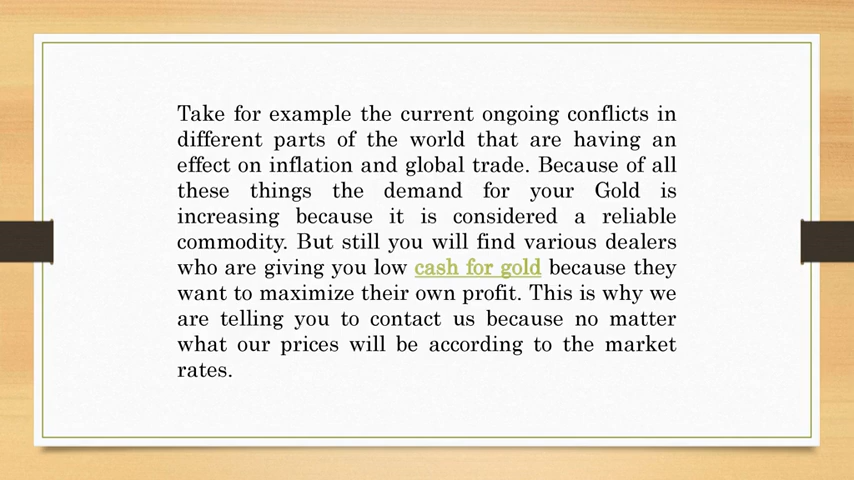 Take for example the current ongoing conflicts in
different parts of the world that are having an
effect on inflation and global trade. Because of all
these things the demand for your Gold is
increasing because it is considered a reliable
commodity. But still you will find various dealers
who are giving you low cash for gold because they
want to maximize their own profit. This is why we
are telling you to contact us because no matter
what our prices will be according to the market
rates.